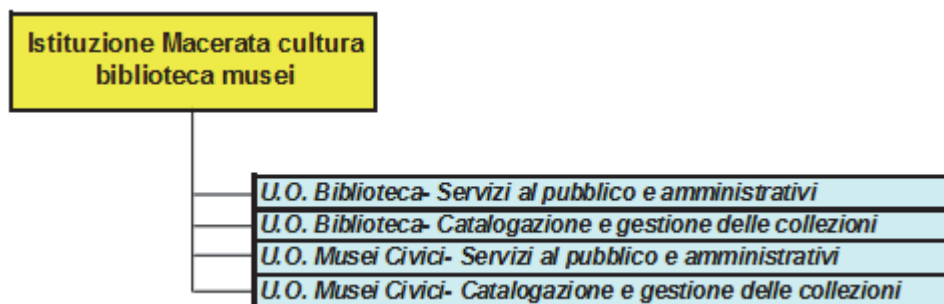 Istituzione Macerata cultura
biblioteca musei
U.O. Biblioteca- Servizi al pubblico e amministrativi
U.O. Biblioteca- Catalogazione e gestione delle collezioni
U.O. Musei Civici- Servizi al pubblico e amministrativi
U.O. Musei Civici- Catalogazione e gestione delle collezioni